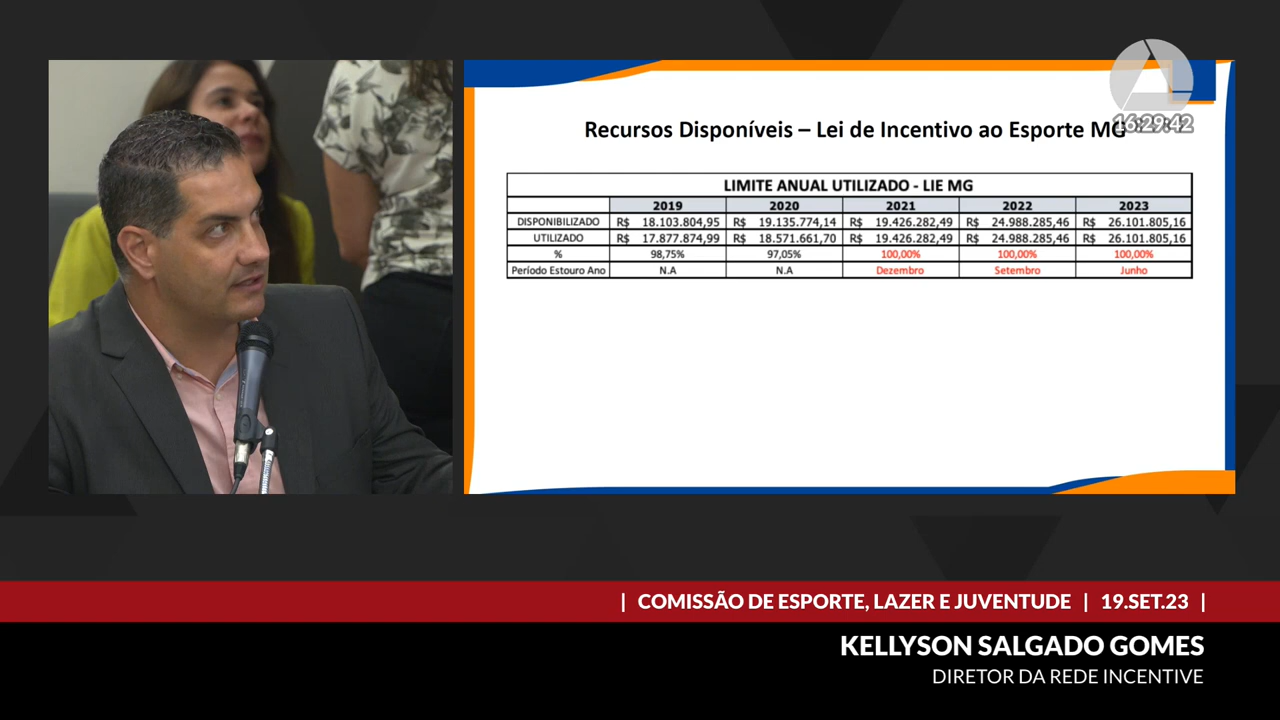 16:29:42
Recursos Disponíveis – Lei de Incentivo ao Esporte MG
LIMITE ANUAL UTILIZADO - LIE MG
2019 2020 2021 2022 2023
DISPONIBILIZADO R$ 18.103.804,95 R$ 19.135.774,14 R$ 19.426.282,49 R$ 24.988.285,46 R$ 26.101.805,16
UTILIZADO R$ 17.877.874,99 R$ 18.571.661,70 R$ 19.426.282,49 R$ 24.988.285,46 R$ 26.101.805,16
% 98,75% 97,05% 100,00% 100,00% 100,00%
Período Estouro Ano N.A N.A Dezembro Setembro Junho
| COMISSÃO DE ESPORTE, LAZER E JUVENTUDE | 19.SET.23 |
KELLYSON SALGADO GOMES
DIRETOR DA REDE INCENTIVE